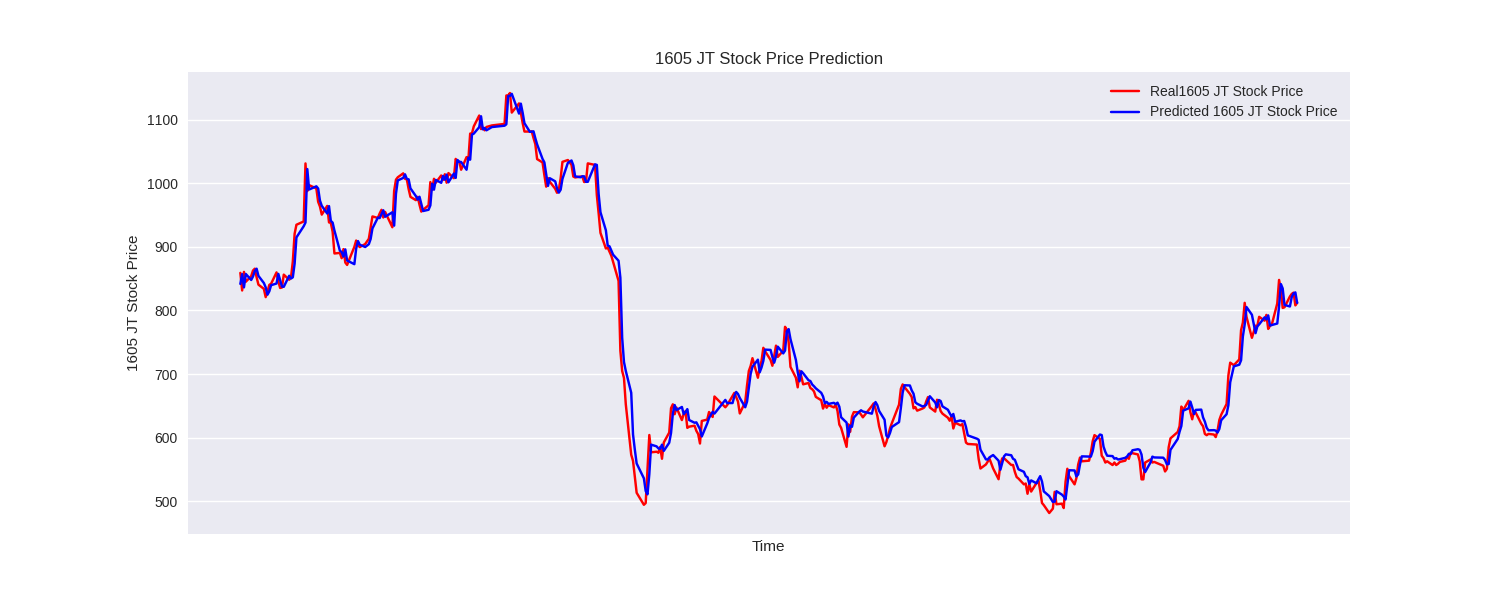 1605 JT Stock Price Prediction
Real1605 JT Stock Price
Predicted 1605 JT Stock Price
1605 JT Stock Price
1100
1000
900
800
700
600
500
Time